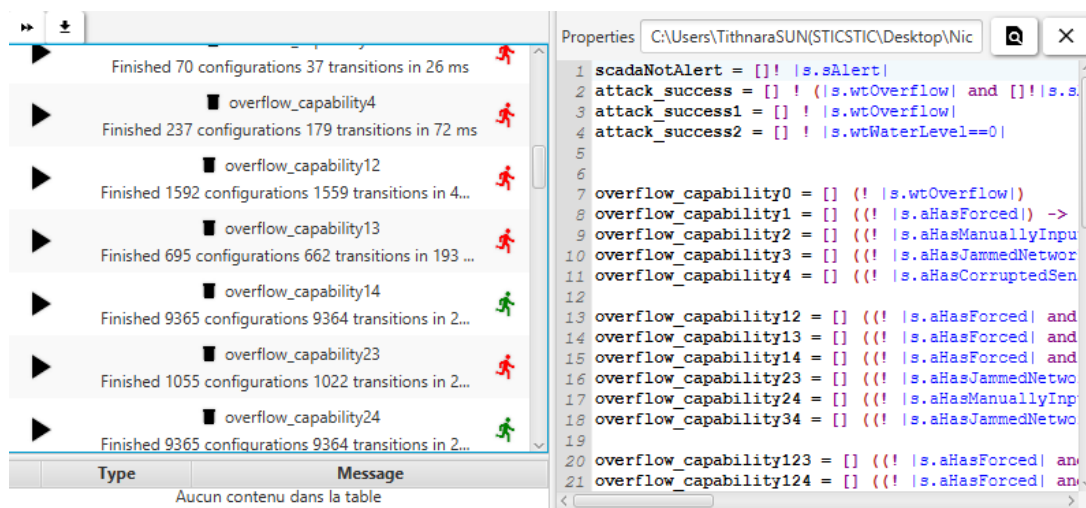 Finished 70 configurations 37 transitions in 26 ms
overflow_capability4
Finished 237 configurations 179 transitions in 72 ms
overflow_capability12
Finished 1592 configurations 1559 transitions in 4...
overflow_capability13
Finished 695 configurations 662 transitions in 193 ...
overflow_capability14
Finished 9365 configurations 9364 transitions in 2...
overflow_capability23
Finished 1055 configurations 1022 transitions in 2...
overflow_capability24
Finished 9365 configurations 9364 transitions in 2...
Type Message
Aucun contenu dans la table
Properties C:\Users\TithnaraSUN(STICSTIC\Desktop\Nic
1 scadaNotAlert = []! |s.sAlert|
2 attack_success = [] ! (|s.wtOverflow| and []!|s.s
3 attack_success1 = [] ! |s.wtOverflow|
4 attack_success2 = [] ! |s.wtWaterLevel==0|
5
6
7 overflow_capability0 = [] (! |s.wtOverflow|)
8 overflow_capability1 = [] ((! |s.aHasForced|) ->
9 overflow_capability2 = [] ((! |s.aHasManuallyInpu
10 overflow_capability3 = [] ((! |s.aHasJammedNetwor
11 overflow_capability4 = [] ((! |s.aHasCorruptedSen
12
13 overflow_capability12 = [] ((! |s.aHasForced| and
14 overflow_capability13 = [] ((! |s.aHasForced| and
15 overflow_capability14 = [] ((! |s.aHasForced| and
16 overflow_capability23 = [] ((! |s.aHasJammedNetwo
17 overflow_capability24 = [] ((! |s.aHasManuallyInp
18 overflow_capability34 = [] ((! |s.aHasJammedNetwo
19
20 overflow_capability123 = [] ((! |s.aHasForced| and
21 overflow_capability124 = [] ((! |s.aHasForced| and